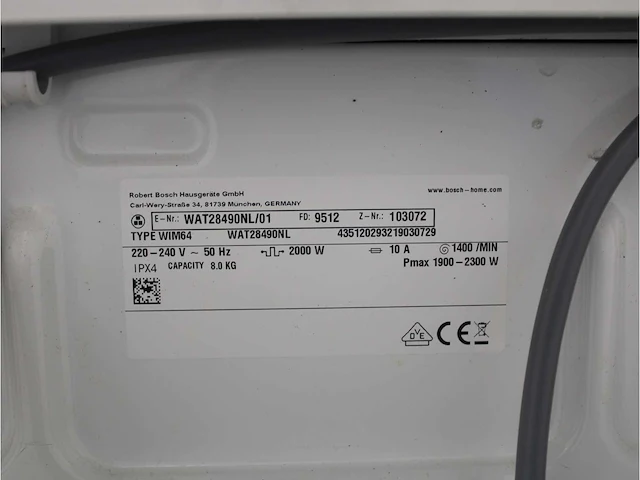 Robert Bosch Hausgeräte GmbH
Carl-Wery-Straße 34, 81739 München, GERMANY
www.bosch-home.com
E-Nr.: WAT28490NL/01 FD: 9512 Z-Nr.: 103072
TYPE WIM64 WAT28490NL 435120293219030729
220-240 V ~ 50 Hz 2000 W 10 A 1400 /MIN
IPX4 CAPACITY 8.0 KG Pmax 1900-2300 W
DVE CE